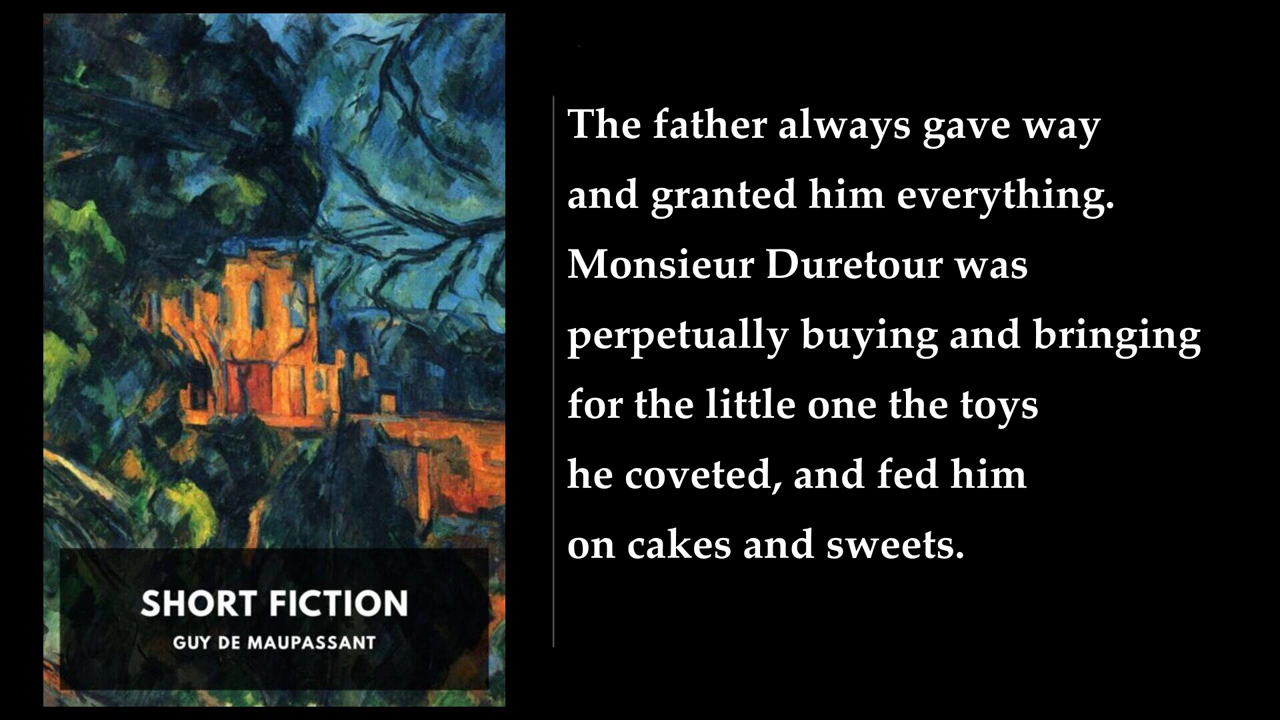 The father always gave way
and granted him everything.
Monsieur Duretour was
perpetually buying and bringing
for the little one the toys
he coveted, and fed him
on cakes and sweets.
SHORT FICTION
GUY DE MAUPASSANT